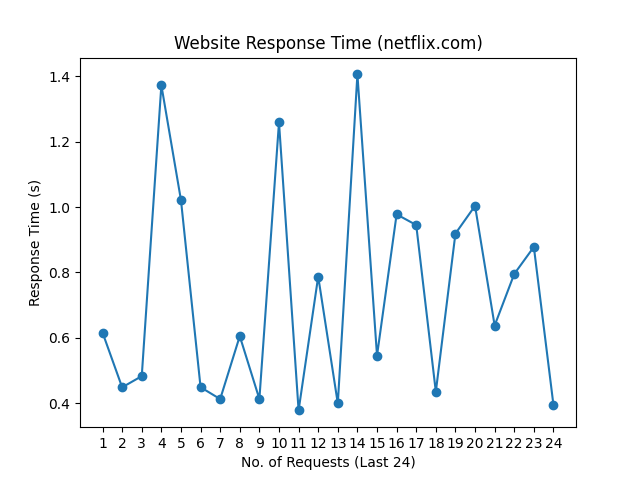 Website Response Time (netflix.com)
1.4
1.2
1.0
0.8
0.6
0.4
Response Time (s)
1 2 3 4 5 6 7 8 9 10 11 12 13 14 15 16 17 18 19 20 21 22 23 24
No. of Requests (Last 24)